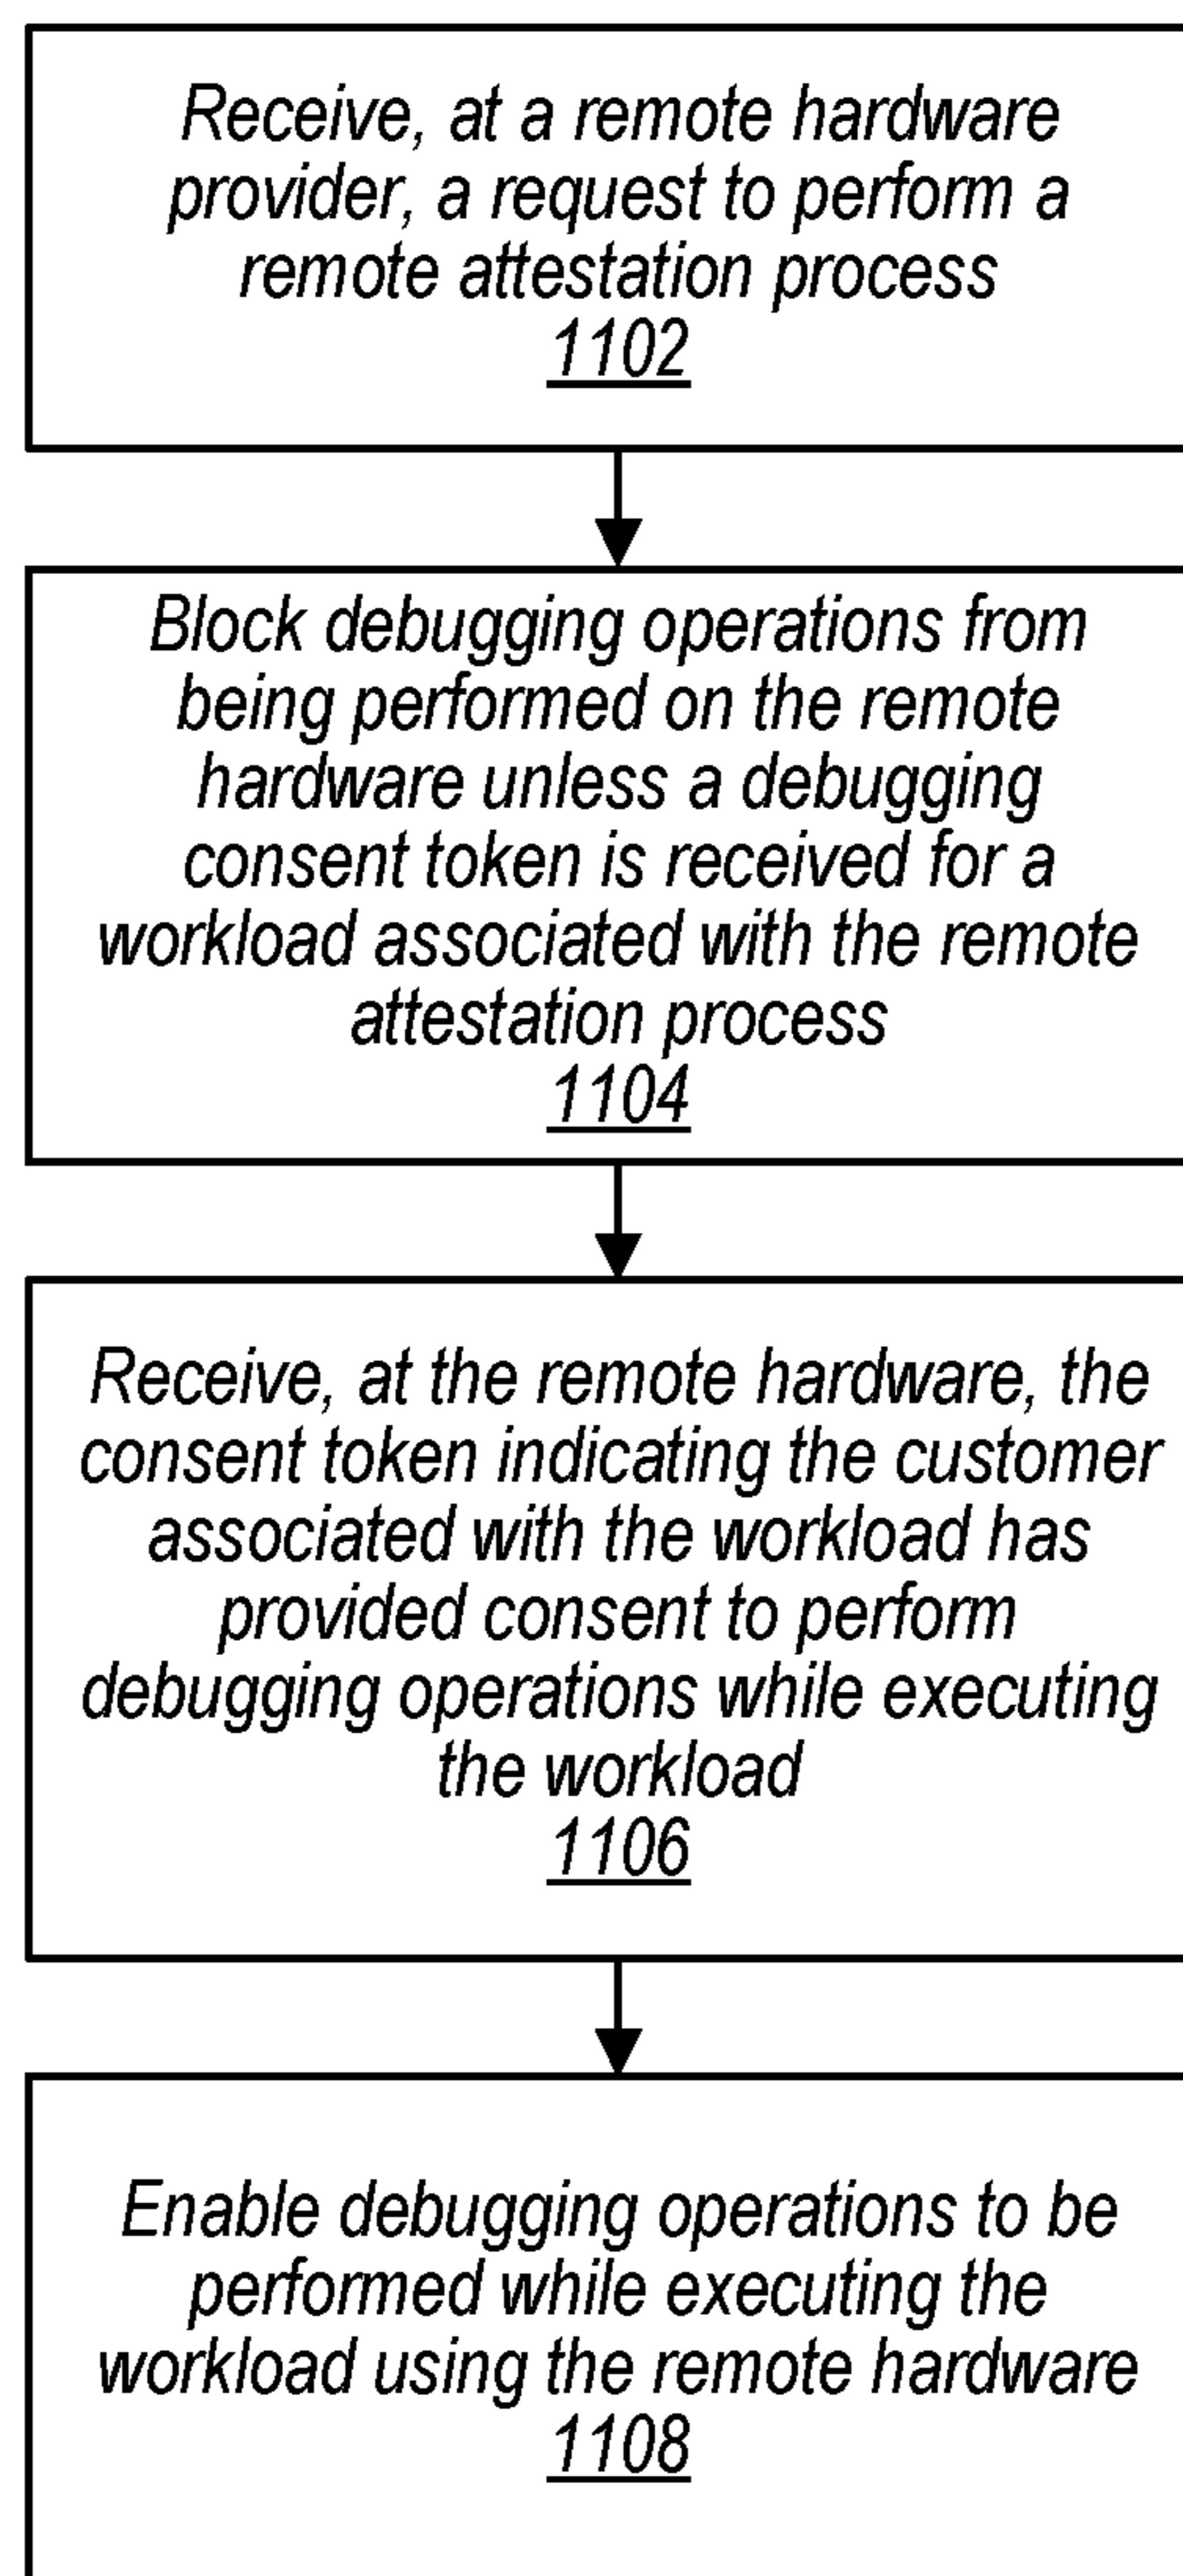 Receive, at a remote hardware
provider, a request to perform a
remote attestation process
1102
Block debugging operations from
being performed on the remote
hardware unless a debugging
consent token is received for a
workload associated with the remote
attestation process
1104
Receive, at the remote hardware, the
consent token indicating the customer
associated with the workload has
provided consent to perform
debugging operations while executing
the workload
1106
Enable debugging operations to be
performed while executing the
workload using the remote hardware
1108